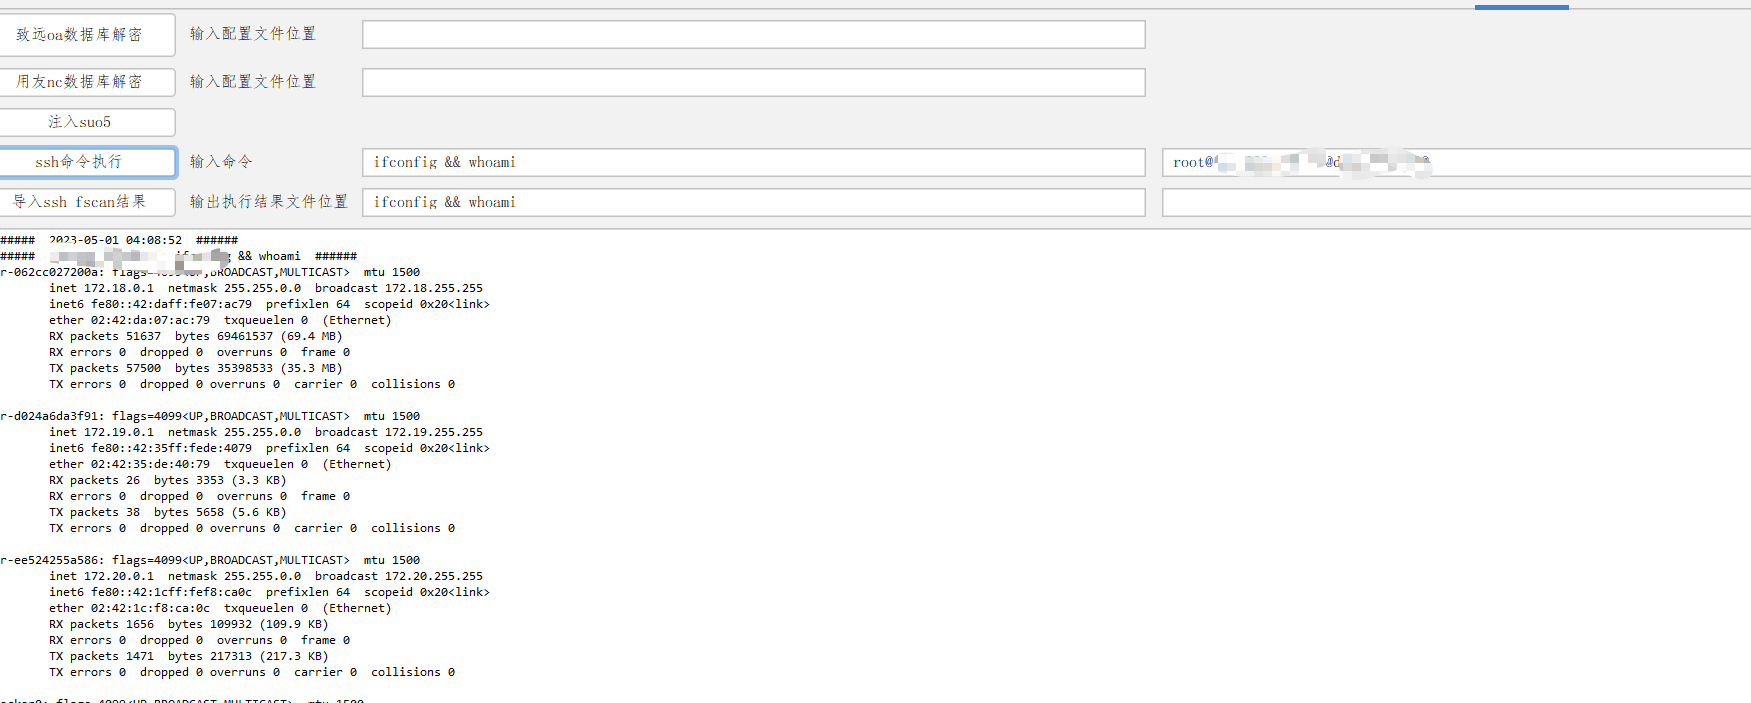 致远oa数据库解密 输入配置文件位置
用友nc数据库解密 输入配置文件位置
注入suo5
ssh命令执行 输入命令 ifconfig && whoami root@ @d
导入ssh fscan结果 输出执行结果文件位置 ifconfig && whoami
##### 2023-05-01 04:08:52 ######
##### && whoami ######
r-062cc027200a: BROADCAST,MULTICAST> mtu 1500
inet 172.18.0.1 netmask 255.255.0.0 broadcast 172.18.255.255
inet6 fe80::42:daff:fe07:ac79 prefixlen 64 scopeid 0x20<link>
ether 02:42:da:07:ac:79 txqueuelen 0 (Ethernet)
RX packets 51637 bytes 69461537 (69.4 MB)
RX errors 0 dropped 0 overruns 0 frame 0
TX packets 57500 bytes 35398533 (35.3 MB)
TX errors 0 dropped 0 overruns 0 carrier 0 collisions 0
r-d024a6da3f91: flags=4099<UP,BROADCAST,MULTICAST> mtu 1500
inet 172.19.0.1 netmask 255.255.0.0 broadcast 172.19.255.255
inet6 fe80::42:35ff:fede:4079 prefixlen 64 scopeid 0x20<link>
ether 02:42:35:de:40:79 txqueuelen 0 (Ethernet)
RX packets 26 bytes 3353 (3.3 KB)
RX errors 0 dropped 0 overruns 0 frame 0
TX packets 38 bytes 5658 (5.6 KB)
TX errors 0 dropped 0 overruns 0 carrier 0 collisions 0
r-ee524255a586: flags=4099<UP,BROADCAST,MULTICAST> mtu 1500
inet 172.20.0.1 netmask 255.255.0.0 broadcast 172.20.255.255
inet6 fe80::42:1cff:fef8:ca0c prefixlen 64 scopeid 0x20<link>
ether 02:42:1c:f8:ca:0c txqueuelen 0 (Ethernet)
RX packets 1656 bytes 109932 (109.9 KB)
RX errors 0 dropped 0 overruns 0 frame 0
TX packets 1471 bytes 217313 (217.3 KB)
TX errors 0 dropped 0 overruns 0 carrier 0 collisions 0